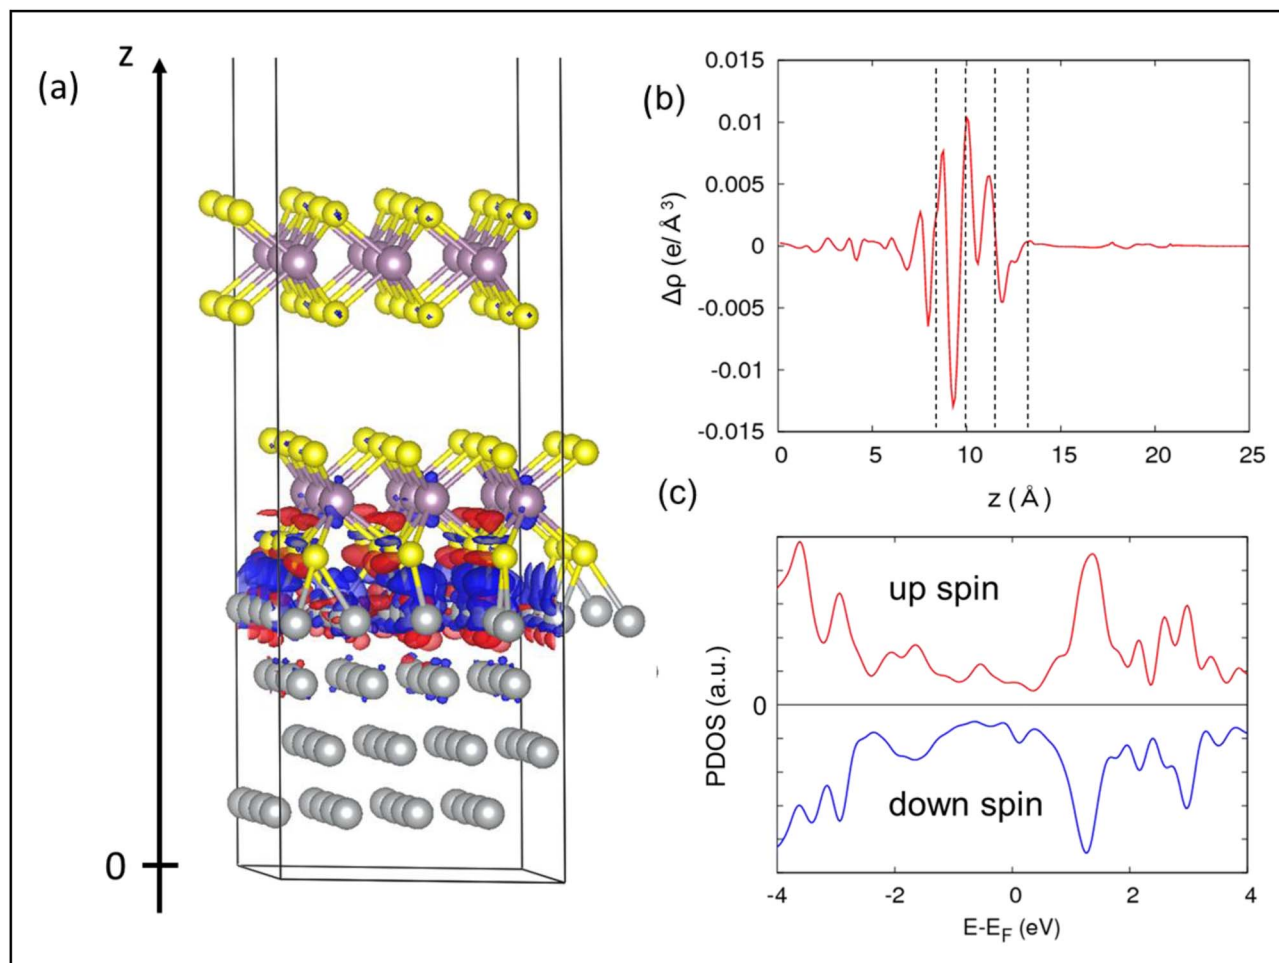 (a)
z
0
(b)
0.015
0.01
0.005
0
-0.005
-0.01
-0.015
Δρ (e/Å³)
0 5 10 15 20 25
z (Å)
(c)
up spin
0
down spin
PDOS (a.u.)
-4 -2 0 2 4
E-E_F (eV)